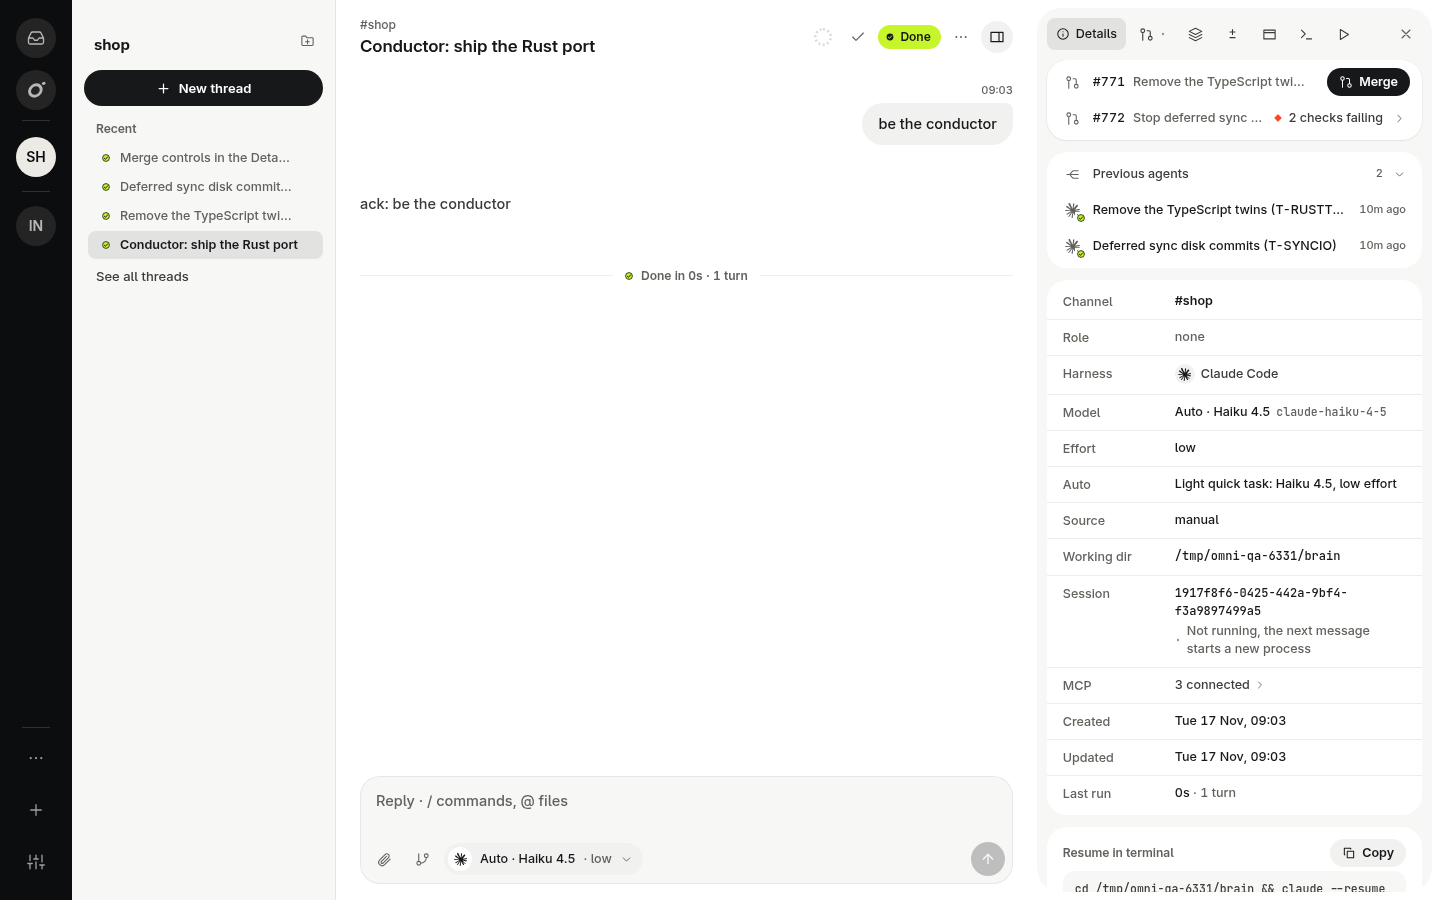 SH
IN
shop
New thread
Recent
Merge controls in the Deta...
Deferred sync disk commit...
Remove the TypeScript twi...
Conductor: ship the Rust port
See all threads
#shop
Conductor: ship the Rust port
Done
09:03
be the conductor
ack: be the conductor
Done in 0s · 1 turn
Reply · / commands, @ files
Auto · Haiku 4.5 · low
Details
#771 Remove the TypeScript twi... Merge
#772 Stop deferred sync ... 2 checks failing
Previous agents 2
Remove the TypeScript twins (T-RUSTT... 10m ago
Deferred sync disk commits (T-SYNCIO) 10m ago
Channel #shop
Role none
Harness Claude Code
Model Auto · Haiku 4.5 claude-haiku-4-5
Effort low
Auto Light quick task: Haiku 4.5, low effort
Source manual
Working dir /tmp/omni-qa-6331/brain
Session 1917f8f6-0425-442a-9bf4-
f3a9897499a5
Not running, the next message
starts a new process
MCP 3 connected
Created Tue 17 Nov, 09:03
Updated Tue 17 Nov, 09:03
Last run 0s · 1 turn
Resume in terminal Copy
cd /tmp/omni-qa-6331/brain && claude --resume